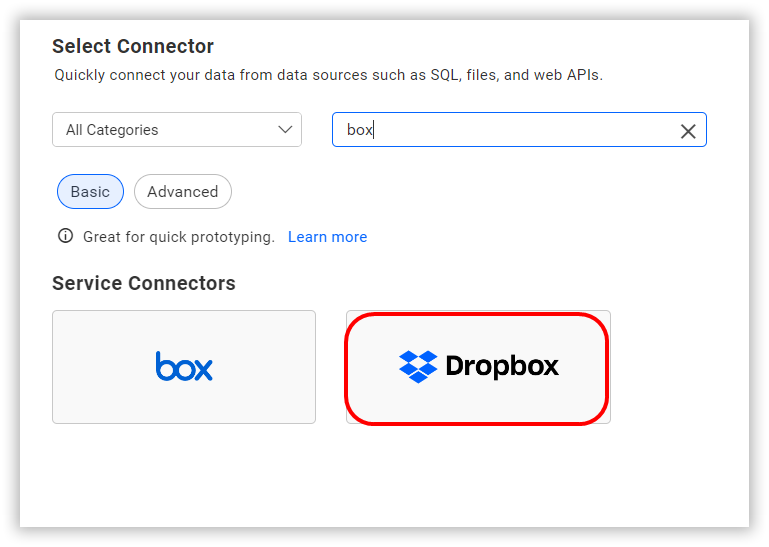 Select Connector
Quickly connect your data from data sources such as SQL, files, and web APIs.
All Categories
box
Basic
Advanced
Great for quick prototyping. Learn more
Service Connectors
box
Dropbox